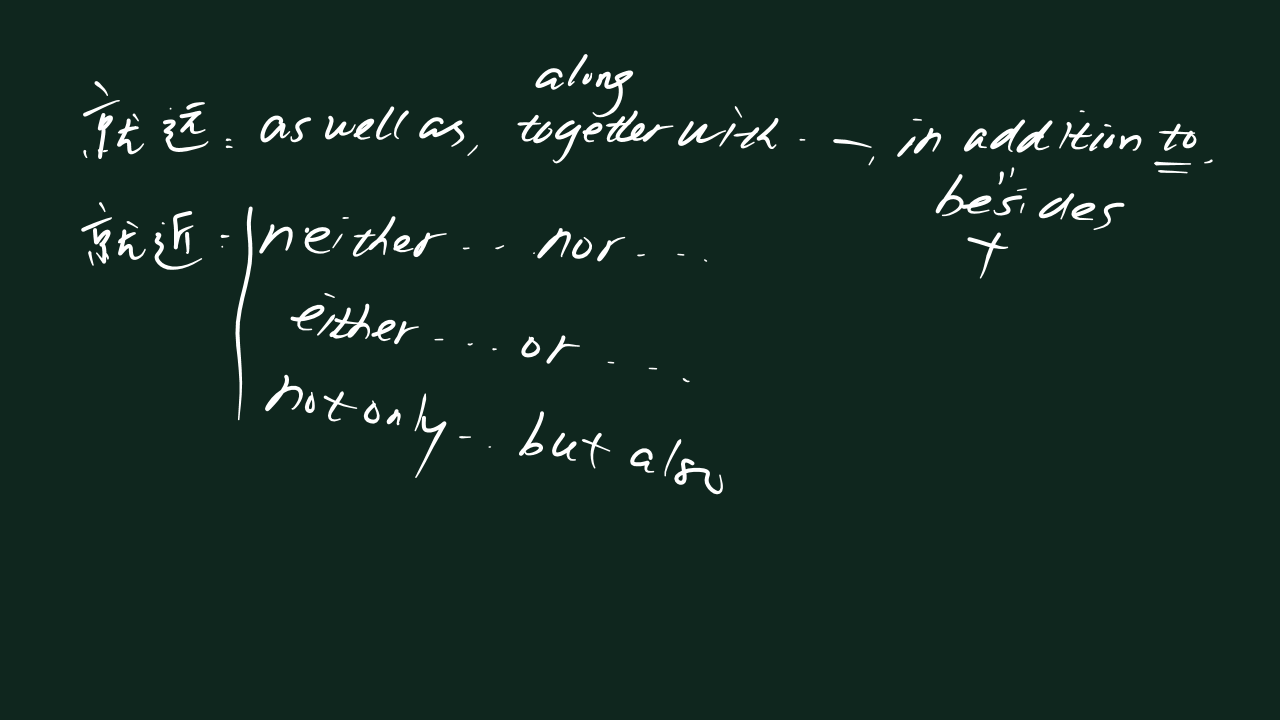 along
就远: as well as, together with..—, in addition to.
besides
+
就近: neither... nor....
either.... or....
not only... but also